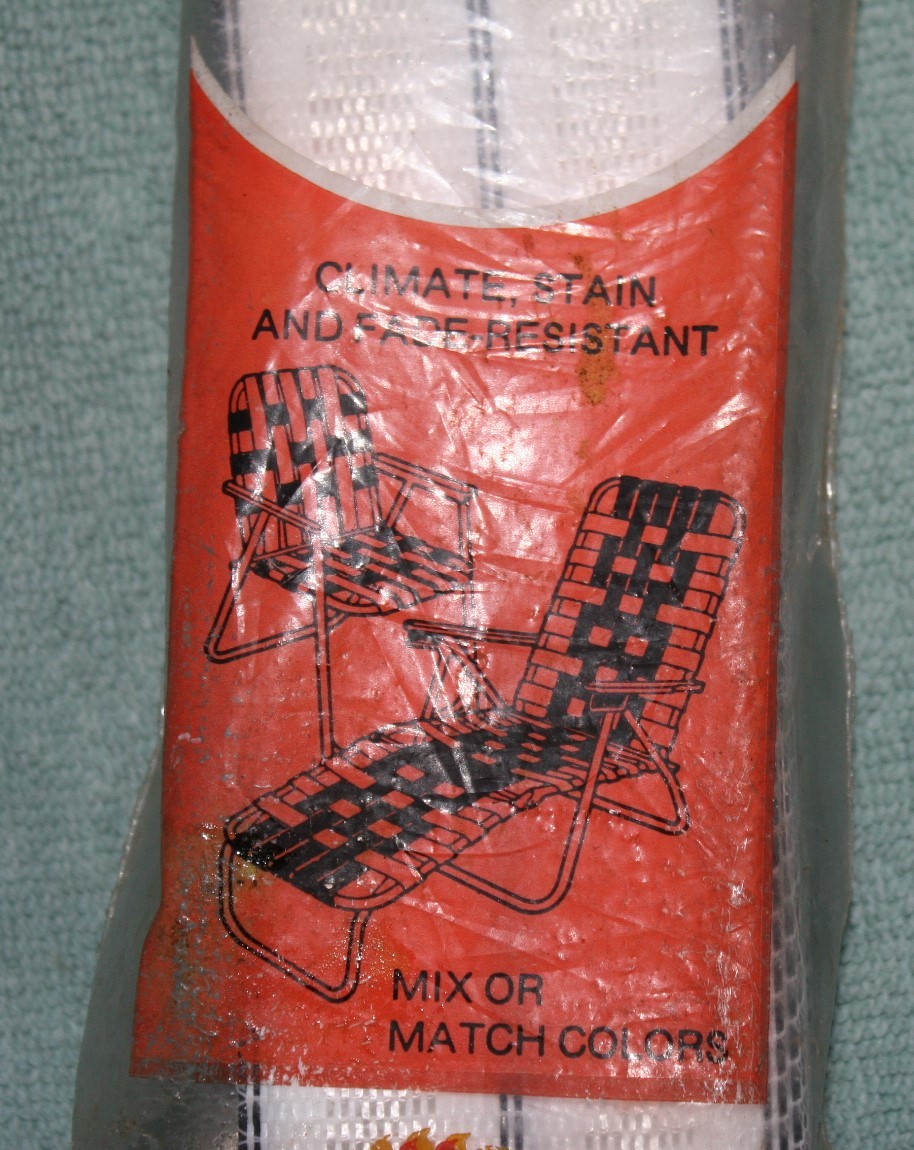 CLIMATE, STAIN
AND FADE-RESISTANT
MIX OR
MATCH COLORS